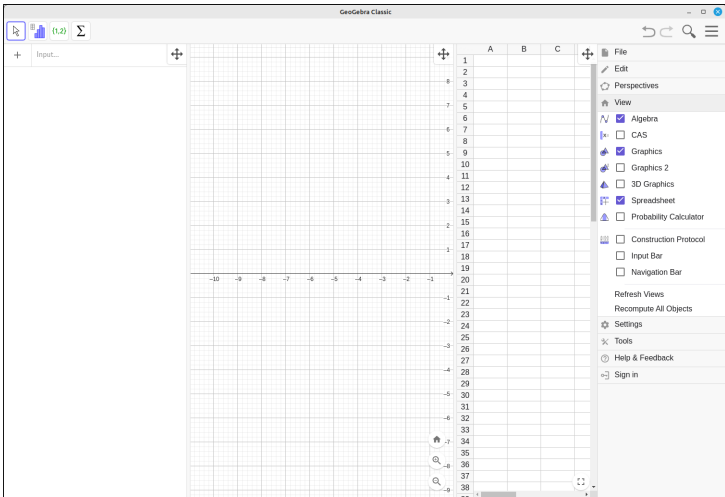 GeoGebra Classic
{1,2}
Σ
Input...
8
7
6
5
4
3
2
1
−10 −9 −8 −7 −6 −5 −4 −3 −2 −1
−1
−2
−3
−4
−5
−6
−7
−8
−9
A B C
1
2
3
4
5
6
7
8
9
10
11
12
13
14
15
16
17
18
19
20
21
22
23
24
25
26
27
28
29
30
31
32
33
34
35
36
37
38
File
Edit
Perspectives
View
Algebra
CAS
Graphics
Graphics 2
3D Graphics
Spreadsheet
Probability Calculator
Construction Protocol
Input Bar
Navigation Bar
Refresh Views
Recompute All Objects
Settings
Tools
Help & Feedback
Sign in